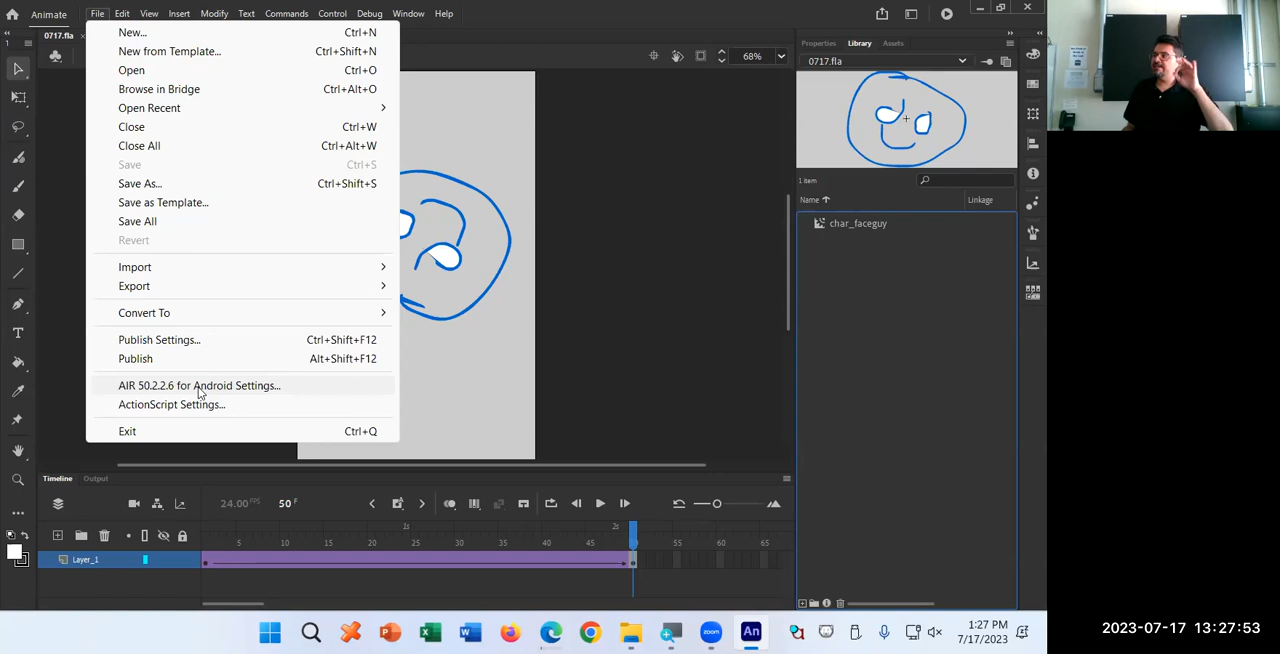 Animate
File Edit View Insert Modify Text Commands Control Debug Window Help
0717.fla
68%
New... Ctrl+N
New from Template... Ctrl+Shift+N
Open Ctrl+O
Browse in Bridge Ctrl+Alt+O
Open Recent
Close Ctrl+W
Close All Ctrl+Alt+W
Save Ctrl+S
Save As... Ctrl+Shift+S
Save as Template...
Save All
Revert
Import
Export
Convert To
Publish Settings... Ctrl+Shift+F12
Publish Alt+Shift+F12
AIR 50.2.2.6 for Android Settings...
ActionScript Settings...
Exit Ctrl+Q
Properties Library Assets
0717.fla
1 item
Name Linkage
char_faceguy
Timeline Output
24.00 FPS 50 F
1s 2s
5 10 15 20 25 30 35 40 45 55 60 65
Layer_1
1:27 PM
7/17/2023
2023-07-17 13:27:53